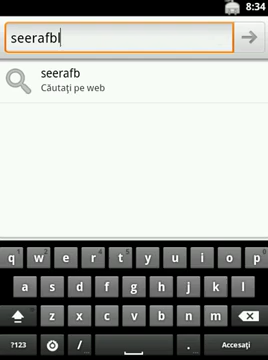 8:34
seerafbl
seerafb
Căutaţi pe web
q w e r t y u i o p
a s d f g h j k l
z x c v b n m
?123 / . Accesaţi